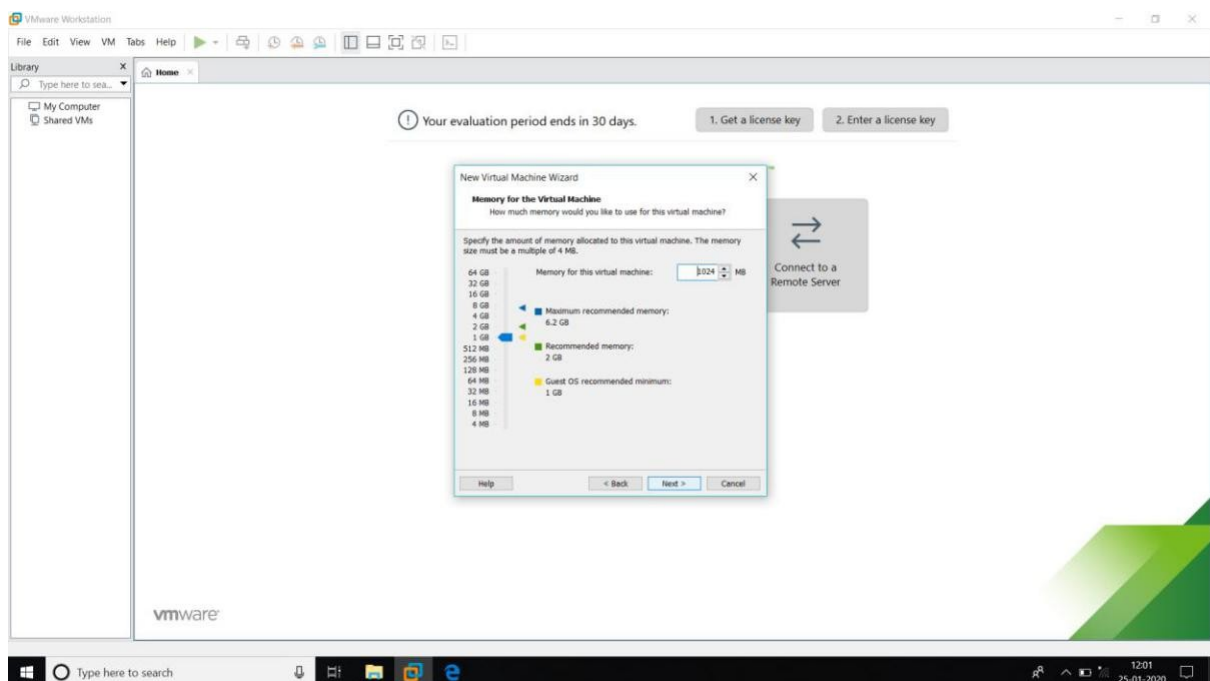 VMware Workstation
File Edit View VM Tabs Help
Library
Type here to sea...
My Computer
Shared VMs
Home
Your evaluation period ends in 30 days.
1. Get a license key
2. Enter a license key
Connect to a
Remote Server
New Virtual Machine Wizard
Memory for the Virtual Machine
How much memory would you like to use for this virtual machine?
Specify the amount of memory allocated to this virtual machine. The memory
size must be a multiple of 4 MB.
Memory for this virtual machine: 1024 MB
64 GB
32 GB
16 GB
8 GB
4 GB
2 GB
1 GB
512 MB
256 MB
128 MB
64 MB
32 MB
16 MB
8 MB
4 MB
Maximum recommended memory:
6.2 GB
Recommended memory:
2 GB
Guest OS recommended minimum:
1 GB
Help
< Back
Next >
Cancel
vmware
Type here to search
12:01
25-01-2020